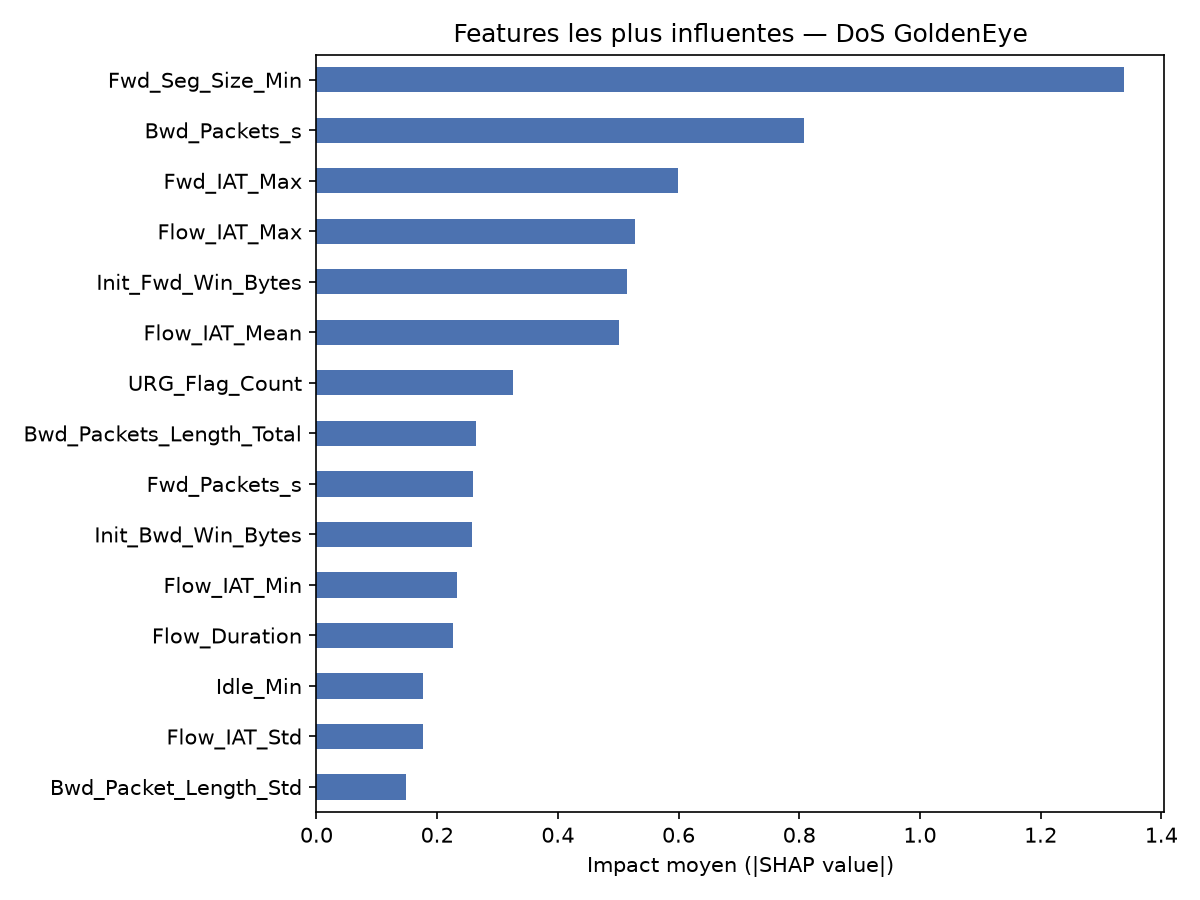 Features les plus influentes — DoS GoldenEye
Fwd_Seg_Size_Min
Bwd_Packets_s
Fwd_IAT_Max
Flow_IAT_Max
Init_Fwd_Win_Bytes
Flow_IAT_Mean
URG_Flag_Count
Bwd_Packets_Length_Total
Fwd_Packets_s
Init_Bwd_Win_Bytes
Flow_IAT_Min
Flow_Duration
Idle_Min
Flow_IAT_Std
Bwd_Packet_Length_Std
0.0 0.2 0.4 0.6 0.8 1.0 1.2 1.4
Impact moyen (|SHAP value|)